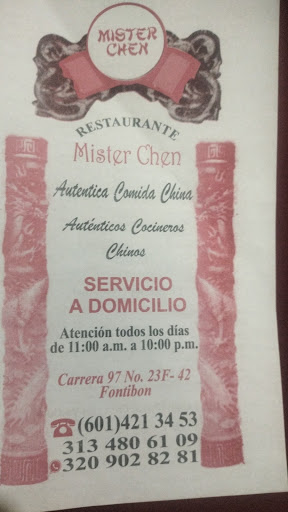 MISTER
CHEN
RESTAURANTE
Mister Chen
Autentica Comida China
Auténticos Cocineros
Chinos
SERVICIO
A DOMICILIO
Atención todos los días
de 11:00 a.m. a 10:00 p.m.
Carrera 97 No. 23F- 42
Fontibon
(601)421 34 53
313 480 61 09
320 902 82 81